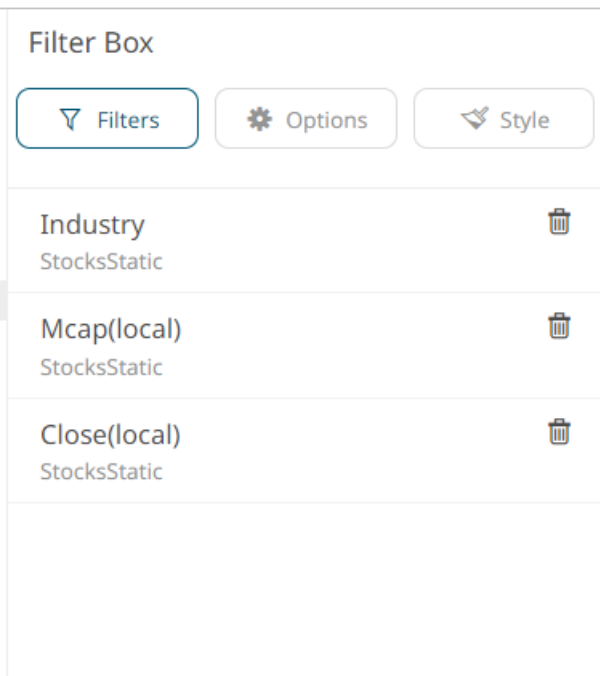 Filter Box
Filters Options Style
Industry
StocksStatic
Mcap(local)
StocksStatic
Close(local)
StocksStatic